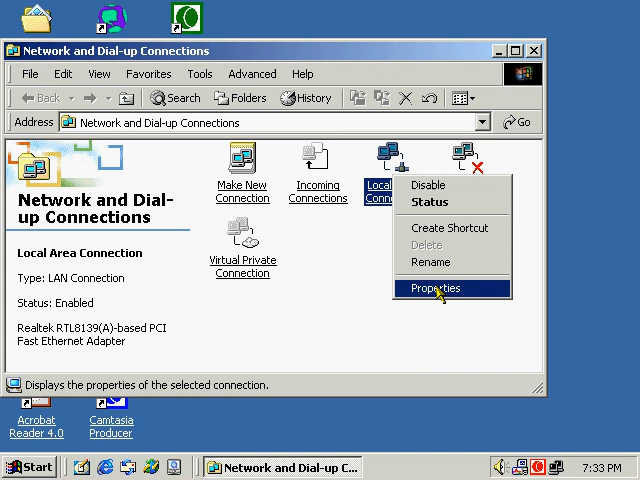 Network and Dial-up Connections
File Edit View Favorites Tools Advanced Help
Back Search Folders History
Address Network and Dial-up Connections Go
Network and Dial-
up Connections
Local Area Connection
Type: LAN Connection
Status: Enabled
Realtek RTL8139(A)-based PCI
Fast Ethernet Adapter
Make New
Connection
Incoming
Connections
Local
Conne
Virtual Private
Connection
Disable
Status
Create Shortcut
Delete
Rename
Properties
Displays the properties of the selected connection.
Acrobat
Reader 4.0
Camtasia
Producer
Start Network and Dial-up C... 7:33 PM